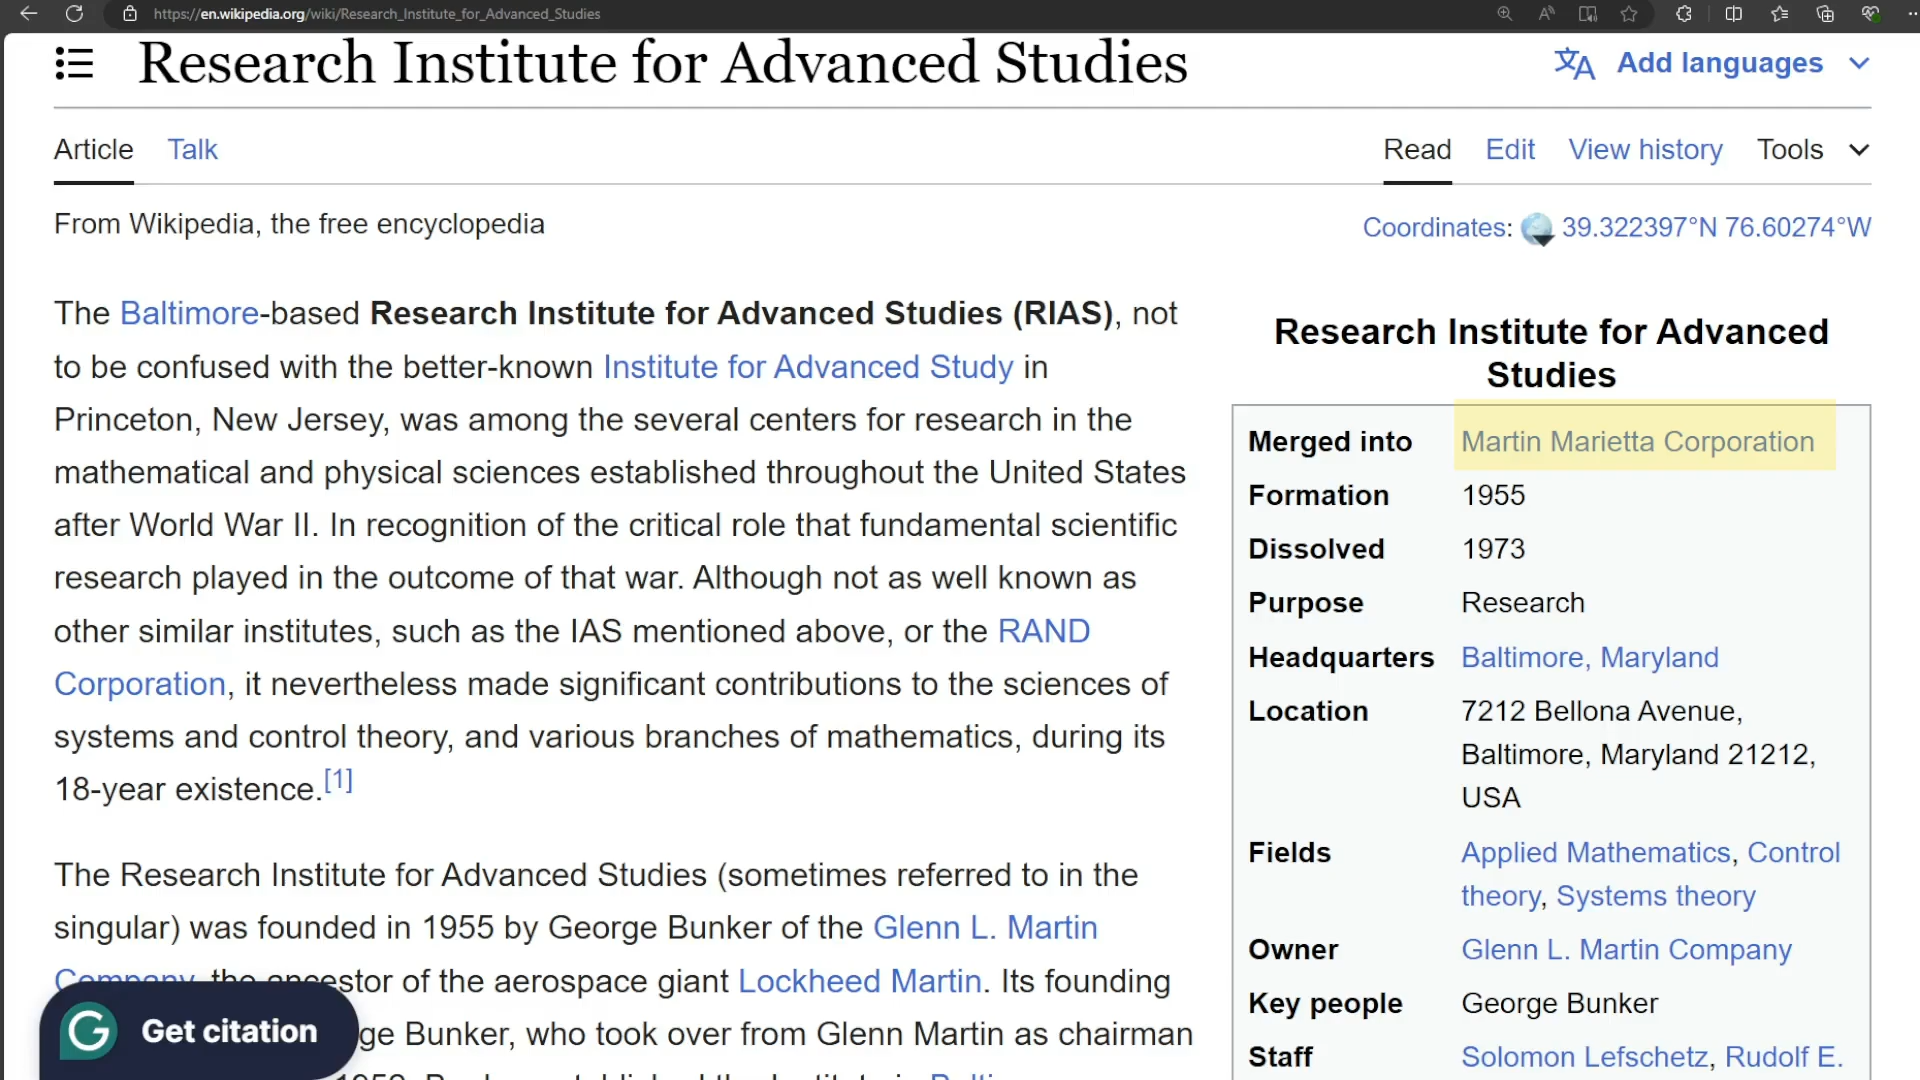 https://en.wikipedia.org/wiki/Research_Institute_for_Advanced_Studies
Research Institute for Advanced Studies
Add languages
Article Talk
Read Edit View history Tools
From Wikipedia, the free encyclopedia
Coordinates: 39.322397°N 76.60274°W
The Baltimore-based Research Institute for Advanced Studies (RIAS), not
to be confused with the better-known Institute for Advanced Study in
Princeton, New Jersey, was among the several centers for research in the
mathematical and physical sciences established throughout the United States
after World War II. In recognition of the critical role that fundamental scientific
research played in the outcome of that war. Although not as well known as
other similar institutes, such as the IAS mentioned above, or the RAND
Corporation, it nevertheless made significant contributions to the sciences of
systems and control theory, and various branches of mathematics, during its
18-year existence.[1]
The Research Institute for Advanced Studies (sometimes referred to in the
singular) was founded in 1955 by George Bunker of the Glenn L. Martin
Company, the ancestor of the aerospace giant Lockheed Martin. Its founding
ge Bunker, who took over from Glenn Martin as chairman
Get citation
Research Institute for Advanced
Studies
Merged into Martin Marietta Corporation
Formation 1955
Dissolved 1973
Purpose Research
Headquarters Baltimore, Maryland
Location 7212 Bellona Avenue,
Baltimore, Maryland 21212,
USA
Fields Applied Mathematics, Control
theory, Systems theory
Owner Glenn L. Martin Company
Key people George Bunker
Staff Solomon Lefschetz, Rudolf E.